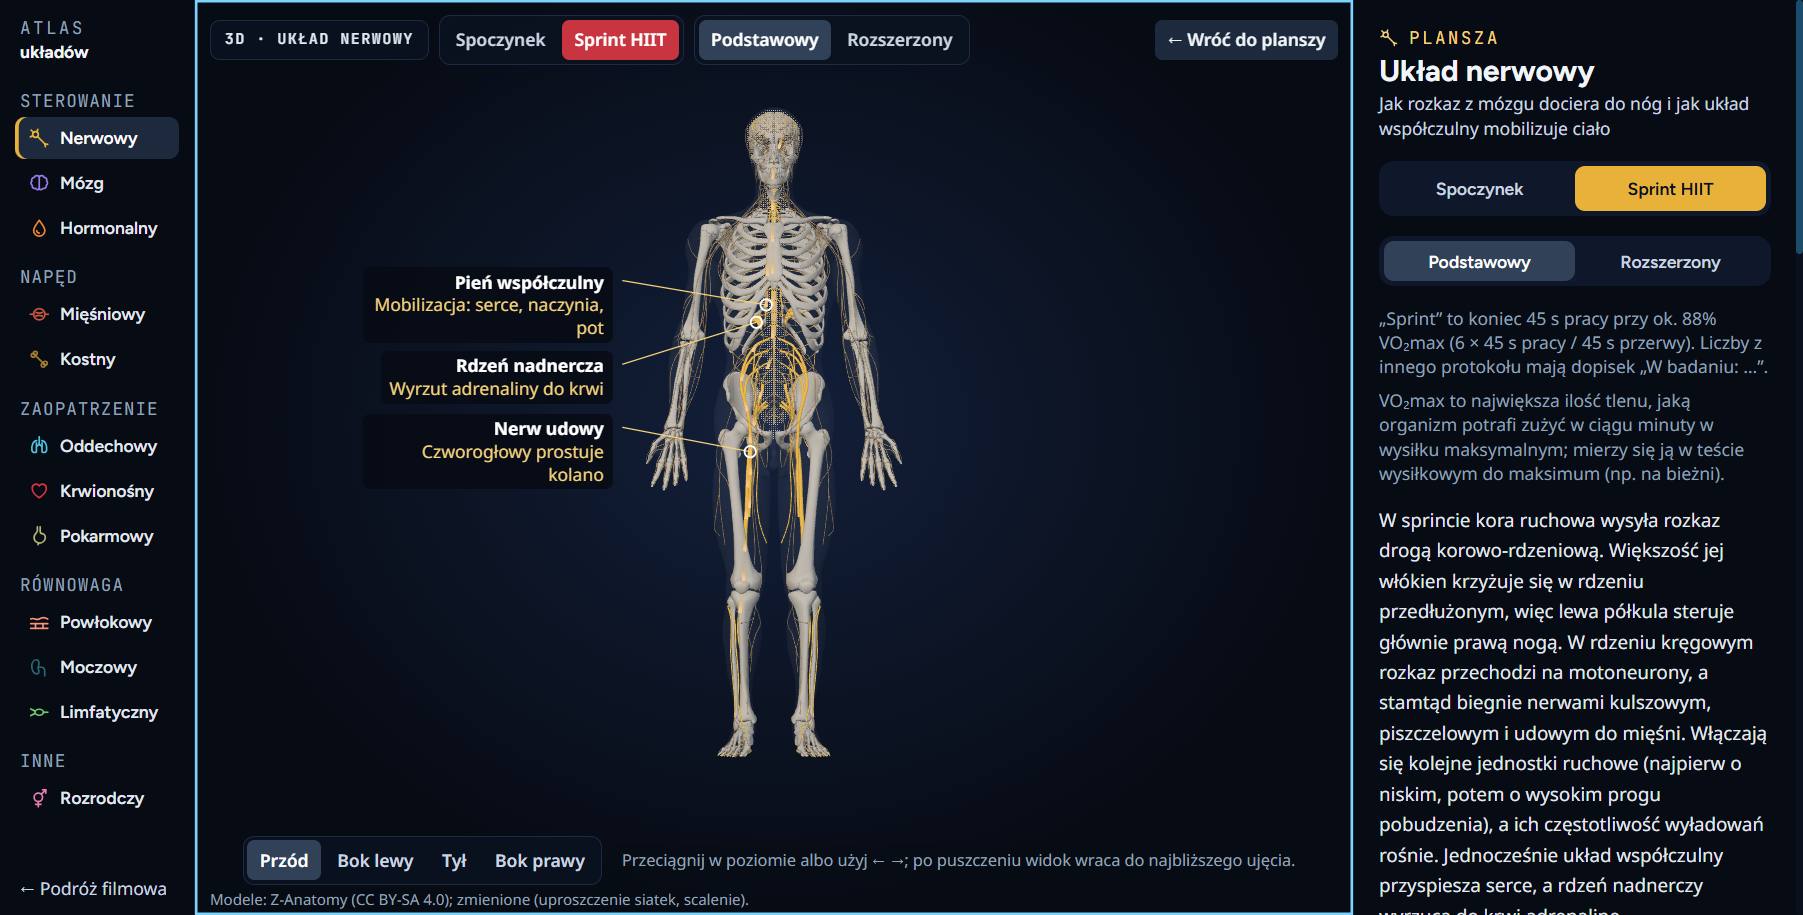 ATLAS
układów
STEROWANIE
Nerwowy
Mózg
Hormonalny
NAPĘD
Mięśniowy
Kostny
ZAOPATRZENIE
Oddechowy
Krwionośny
Pokarmowy
RÓWNOWAGA
Powłokowy
Moczowy
Limfatyczny
INNE
Rozrodczy
← Podróż filmowa
3D · UKŁAD NERWOWY
Spoczynek
Sprint HIIT
Podstawowy
Rozszerzony
← Wróć do planszy
Pień współczulny
Mobilizacja: serce, naczynia,
pot
Rdzeń nadnercza
Wyrzut adrenaliny do krwi
Nerw udowy
Czworogłowy prostuje
kolano
Przód
Bok lewy
Tył
Bok prawy
Przeciągnij w poziomie albo użyj ← →; po puszczeniu widok wraca do najbliższego ujęcia.
Modele: Z-Anatomy (CC BY-SA 4.0); zmienione (uproszczenie siatek, scalenie).
PLANSZA
Układ nerwowy
Jak rozkaz z mózgu dociera do nóg i jak układ
współczulny mobilizuje ciało
Spoczynek
Sprint HIIT
Podstawowy
Rozszerzony
„Sprint” to koniec 45 s pracy przy ok. 88%
VO₂max (6 × 45 s pracy / 45 s przerwy). Liczby z
innego protokołu mają dopisek „W badaniu: …”.
VO₂max to największa ilość tlenu, jaką
organizm potrafi zużyć w ciągu minuty w
wysiłku maksymalnym; mierzy się ją w teście
wysiłkowym do maksimum (np. na bieżni).
W sprincie kora ruchowa wysyła rozkaz
drogą korowo-rdzeniową. Większość jej
włókien krzyżuje się w rdzeniu
przedłużonym, więc lewa półkula steruje
głównie prawą nogą. W rdzeniu kręgowym
rozkaz przechodzi na motoneurony, a
stamtąd biegnie nerwami kulszowym,
piszczelowym i udowym do mięśni. Włączają
się kolejne jednostki ruchowe (najpierw o
niskim, potem o wysokim progu
pobudzenia), a ich częstotliwość wyładowań
rośnie. Jednocześnie układ współczulny
przyspiesza serce, a rdzeń nadnerczy
wyrzuca do krwi adrenalinę